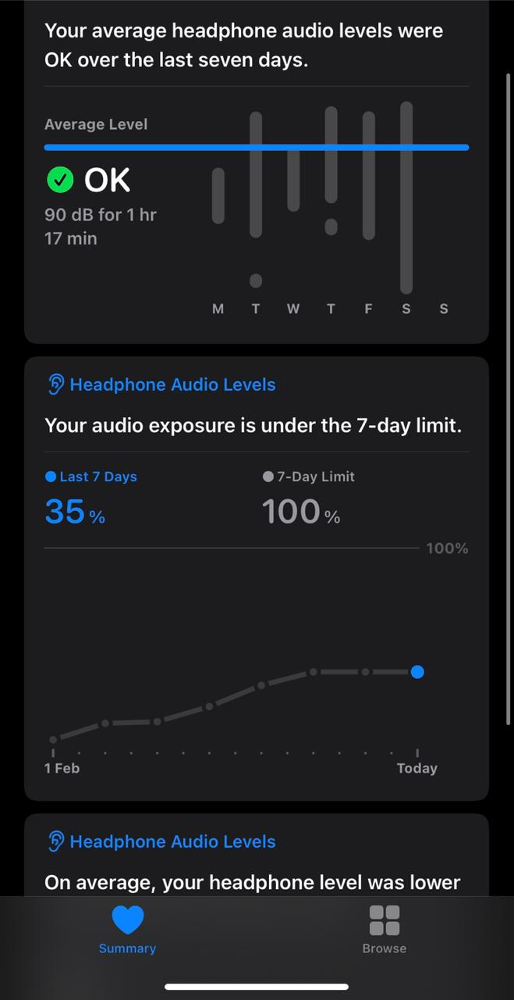 Your average headphone audio levels were
OK over the last seven days.
Average Level
OK
90 dB for 1 hr
17 min
M T W T F S S
Headphone Audio Levels
Your audio exposure is under the 7-day limit.
Last 7 Days
7-Day Limit
35 %
100 %
100%
1 Feb
Today
Headphone Audio Levels
On average, your headphone level was lower
Summary
Browse